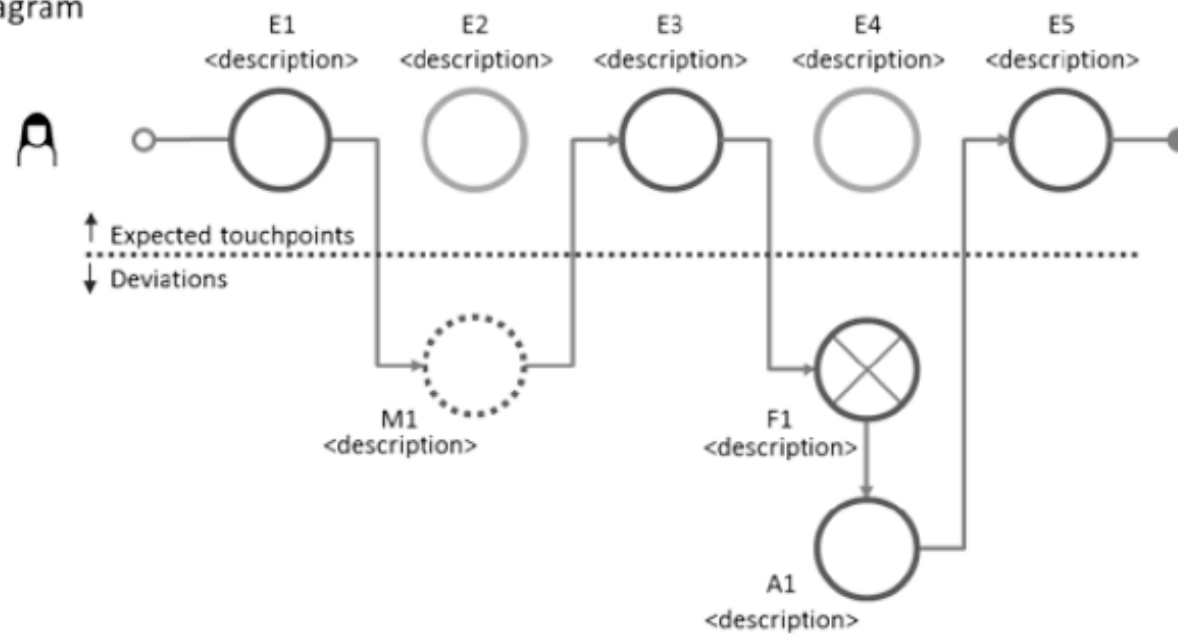 agram
E1 E2 E3 E4 E5
<description> <description> <description> <description> <description>
Expected touchpoints
Deviations
M1 F1
<description> <description>
A1
<description>